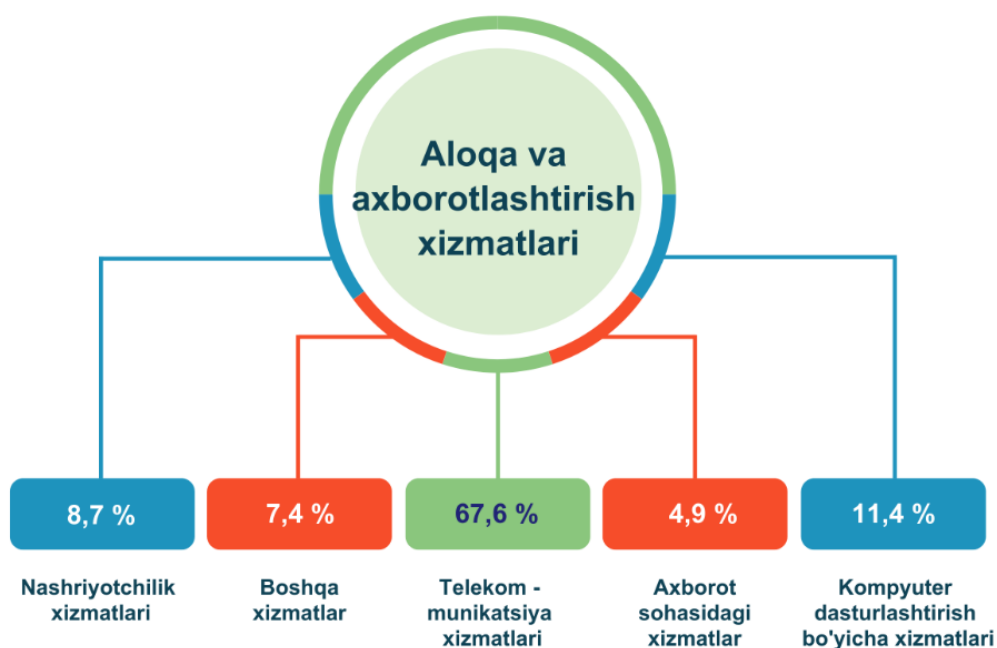 Aloqa va
axborotlashtirish
xizmatlari
8,7 %
7,4 %
67,6 %
4,9 %
11,4 %
Nashriyotchilik
xizmatlari
Boshqa
xizmatlar
Telekom -
munikatsiya
xizmatlari
Axborot
sohasidagi
xizmatlar
Kompyuter
dasturlashtirish
bo'yicha xizmatlari